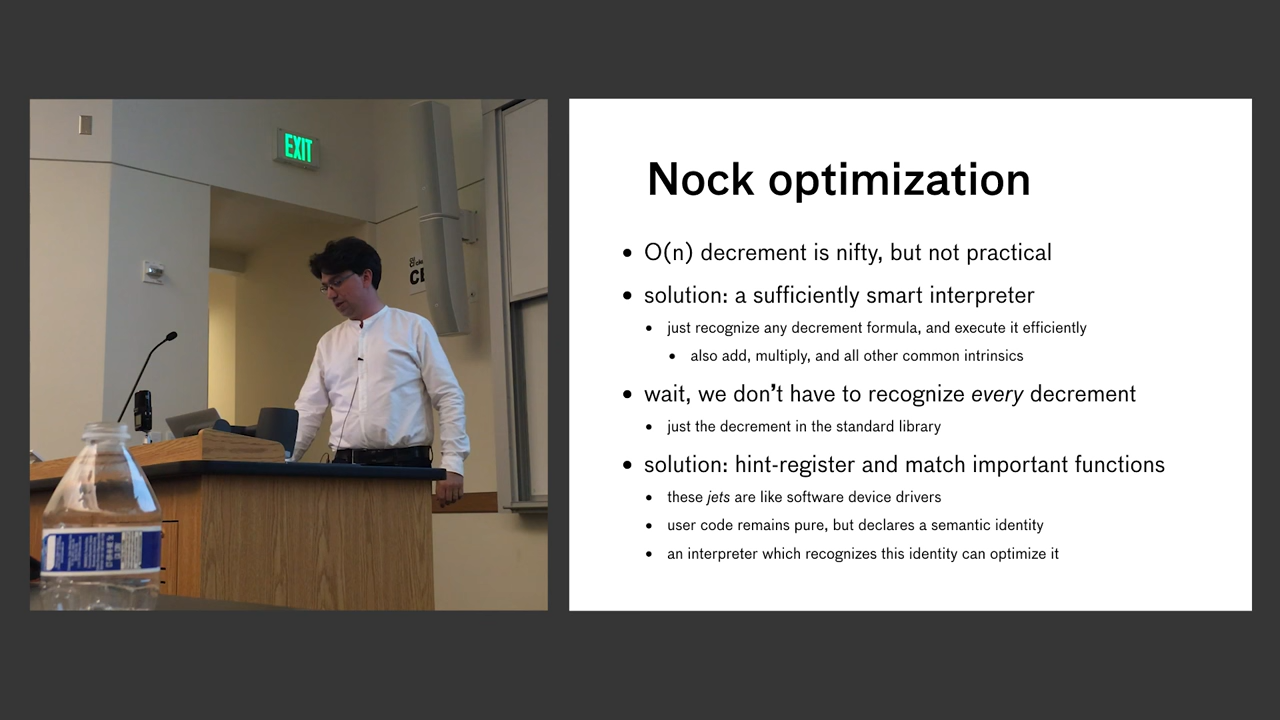 EXIT
Nock optimization
• O(n) decrement is nifty, but not practical
• solution: a sufficiently smart interpreter
• just recognize any decrement formula, and execute it efficiently
• also add, multiply, and all other common intrinsics
• wait, we don't have to recognize every decrement
• just the decrement in the standard library
• solution: hint-register and match important functions
• these jets are like software device drivers
• user code remains pure, but declares a semantic identity
• an interpreter which recognizes this identity can optimize it